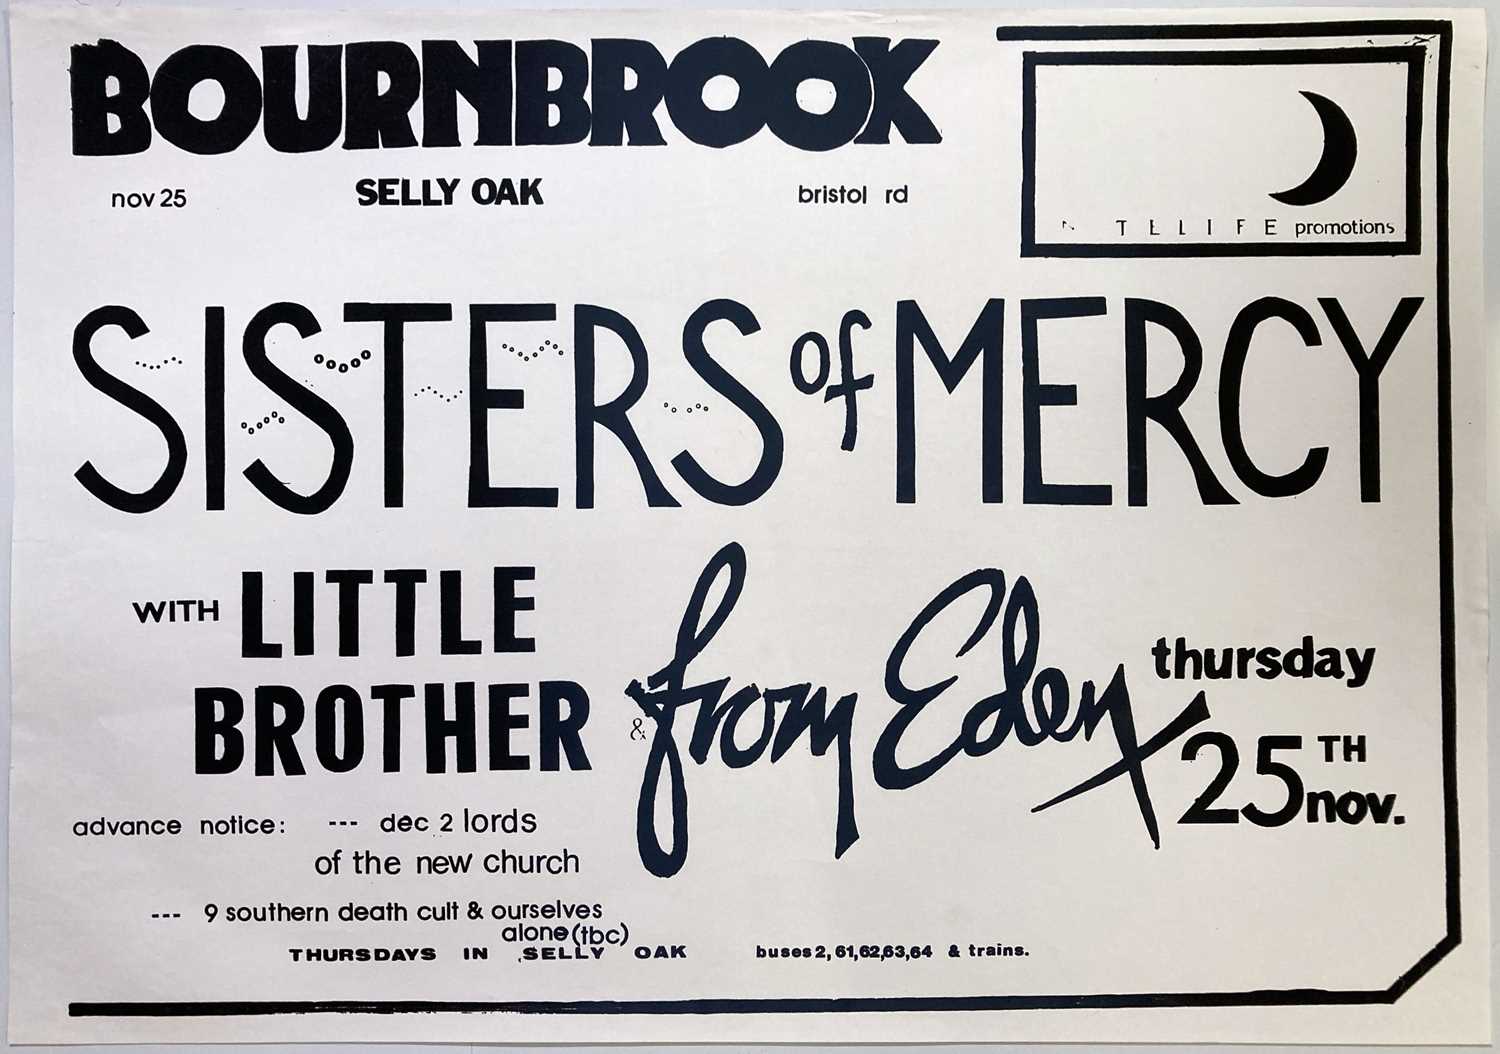 BOURNBROOK
nov 25 SELLY OAK bristol rd
promotions
SISTERS of MERCY
WITH LITTLE
BROTHER
& from Eden
thursday
25TH
nov.
advance notice: --- dec 2 lords
of the new church
--- 9 southern death cult & ourselves
alone (tbc)
THURSDAYS IN SELLY OAK buses 2, 61,62,63,64 & trains.